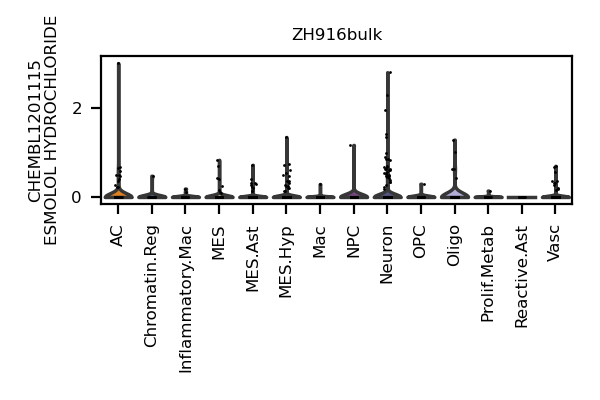 ZH916bulk
CHEMBL1201115
ESMOLOL HYDROCHLORIDE
2
0
AC
Chromatin.Reg
Inflammatory.Mac
MES
MES.Ast
MES.Hyp
Mac
NPC
Neuron
OPC
Oligo
Prolif.Metab
Reactive.Ast
Vasc